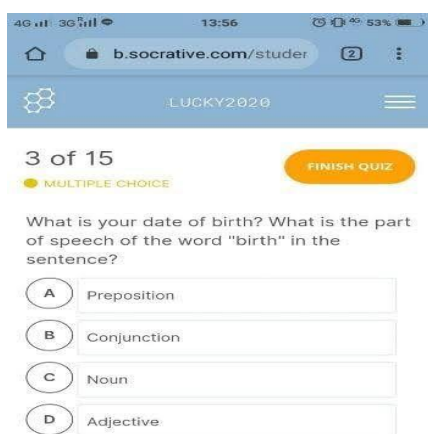 4G 3G 13:56 4G 53%
b.socrative.com/studer 2
LUCKY2020
3 of 15
FINISH QUIZ
MULTIPLE CHOICE
What is your date of birth? What is the part
of speech of the word "birth" in the
sentence?
A Preposition
B Conjunction
C Noun
D Adjective